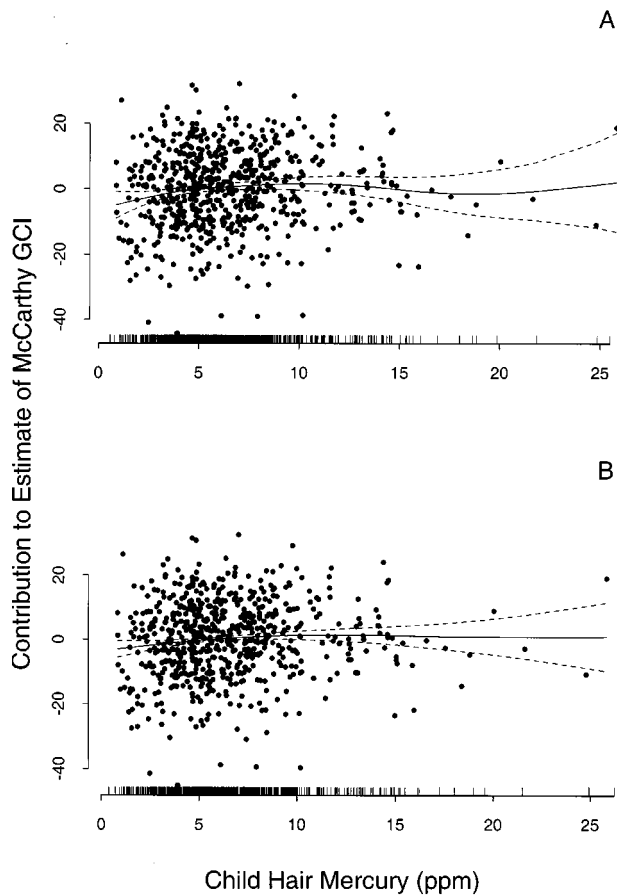 A
20
0
-20
-40
0 5 10 15 20 25
B
20
0
-20
-40
0 5 10 15 20 25
Contribution to Estimate of McCarthy GCI
Child Hair Mercury (ppm)